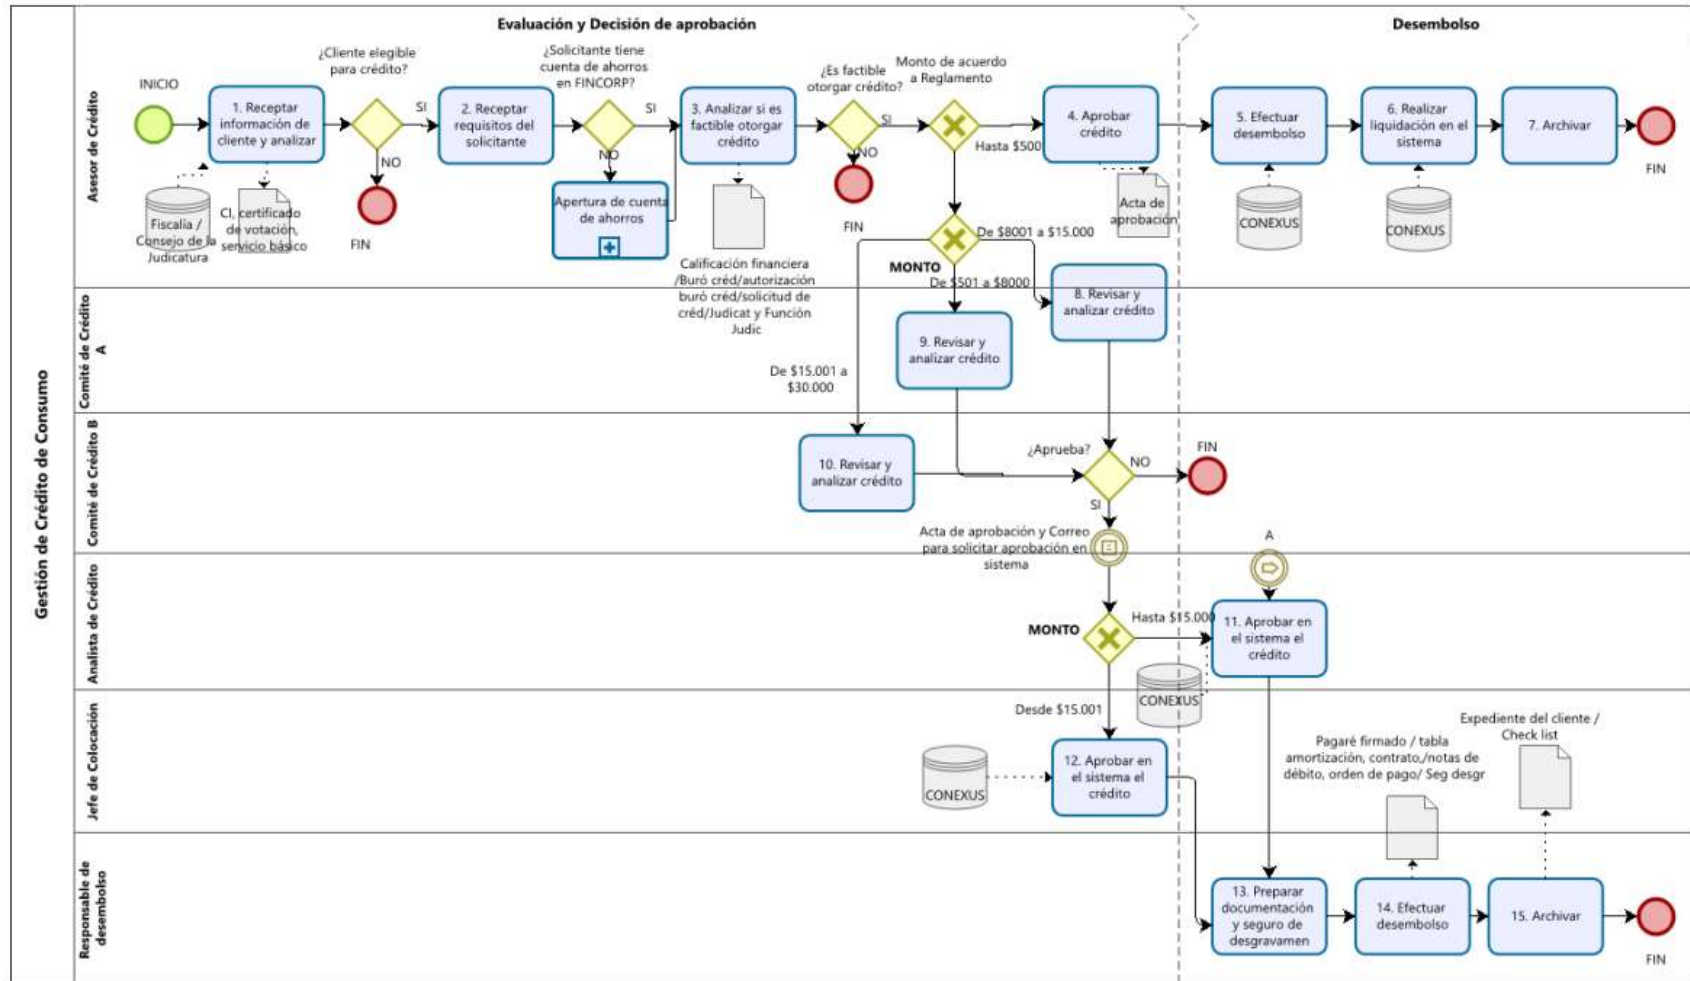 Evaluación y Decisión de aprobación
Desembolso
Gestión de Crédito de Consumo
Asesor de Crédito
INICIO
1. Receptar
información de
cliente y analizar
Fiscalía /
Consejo de la
Judicatura
CI, certificado
de votación,
servicio básico
¿Cliente elegible
para crédito?
SI
NO
FIN
2. Receptar
requisitos del
solicitante
¿Solicitante tiene
cuenta de ahorros
en FINCORP?
SI
NO
Apertura de cuenta
de ahorros
3. Analizar si es
factible otorgar
crédito
Calificación financiera
/Buró créd/autorización
buró créd/solicitud de
créd/Judicat y Función
Judic
¿Es factible
otorgar crédito?
SI
NO
FIN
Monto de acuerdo
a Reglamento
Hasta $500
4. Aprobar
crédito
Acta de
aprobación
5. Efectuar
desembolso
CONEXUS
6. Realizar
liquidación en el
sistema
CONEXUS
7. Archivar
FIN
MONTO
De $8001 a $15.000
De $501 a $8000
De $15.001 a
$30.000
Comité de Crédito
A
8. Revisar y
analizar crédito
9. Revisar y
analizar crédito
Comité de Crédito B
10. Revisar y
analizar crédito
¿Aprueba?
NO
FIN
SI
Acta de aprobación y Correo
para solicitar aprobación en
sistema
Analista de Crédito
MONTO
Hasta $15.000
A
11. Aprobar en
el sistema el
crédito
CONEXUS
Jefe de Colocación
Desde $15.001
CONEXUS
12. Aprobar en
el sistema el
crédito
Responsable de
desembolso
13. Preparar
documentación
y seguro de
desgravamen
14. Efectuar
desembolso
Pagaré firmado / tabla
amortización, contrato,/notas de
débito, orden de pago/ Seg desgr
15. Archivar
Expediente del cliente /
Check list
FIN